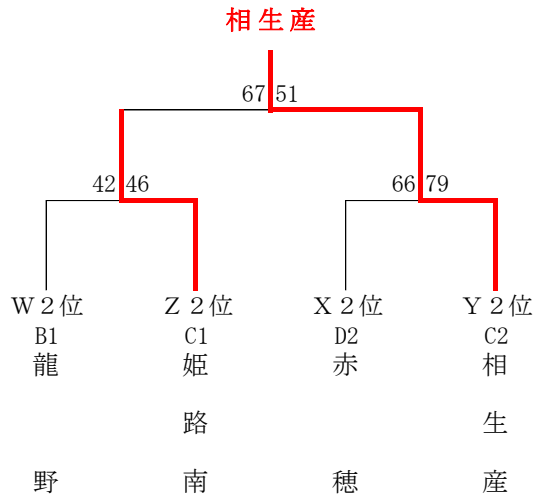 相生産
67 51
42 46 66 79
W２位 Z２位 X２位 Y２位
B1 C1 D2 C2
龍野 姫路南 赤穂 相生産